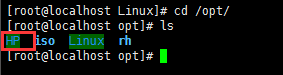 [root@localhost Linux]# cd /opt/
[root@localhost opt]# ls
HP  iso  Linux  rh
[root@localhost opt]#